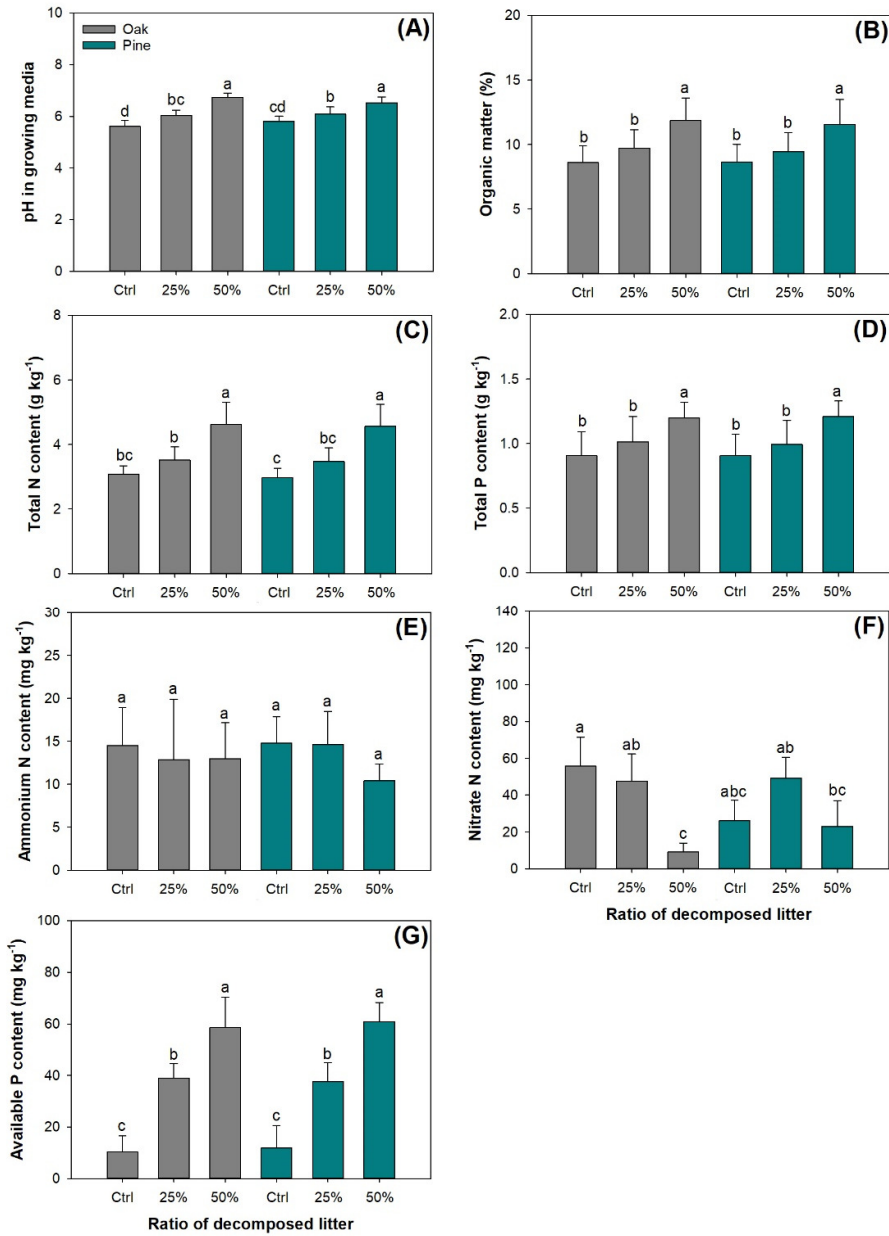 (A)
Oak
Pine
pH in growing media
10
8
6
4
2
0
d
bc
a
cd
b
a
Ctrl 25% 50% Ctrl 25% 50%
(B)
Organic matter (%)
20
15
10
5
0
b
b
a
b
b
a
Ctrl 25% 50% Ctrl 25% 50%
(C)
Total N content (g kg-1)
8
6
4
2
0
bc
b
a
c
bc
a
Ctrl 25% 50% Ctrl 25% 50%
(D)
Total P content (g kg-1)
2.0
1.5
1.0
0.5
0.0
b
b
a
b
b
a
Ctrl 25% 50% Ctrl 25% 50%
(E)
Ammonium N content (mg kg-1)
30
25
20
15
10
5
0
a
a
a
a
a
a
Ctrl 25% 50% Ctrl 25% 50%
(F)
Nitrate N content (mg kg-1)
140
120
100
80
60
40
20
0
a
ab
c
abc
ab
bc
Ctrl 25% 50% Ctrl 25% 50%
Ratio of decomposed litter
(G)
Available P content (mg kg-1)
100
80
60
40
20
0
c
b
a
c
b
a
Ctrl 25% 50% Ctrl 25% 50%
Ratio of decomposed litter